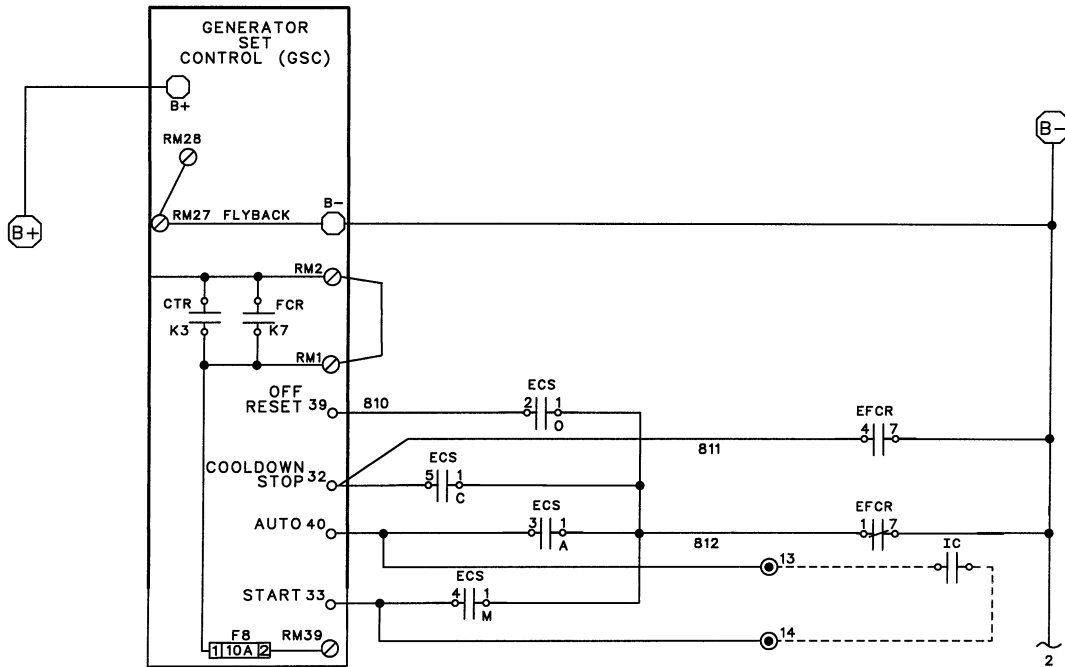 GENERATOR
SET
CONTROL (GSC)
B+
B-
RM28
B-
RM27 FLYBACK
B+
RM2
CTR
FCR
K3
K7
RM1
OFF
RESET 39
810
ECS
2 1
O
EFCR
4 7
811
COOLDOWN
STOP 32
ECS
5 1
C
AUTO 40
ECS
3 1
A
812
EFCR
1 7
13
IC
START 33
ECS
4 1
M
14
F8
1 10A 2
RM39
2